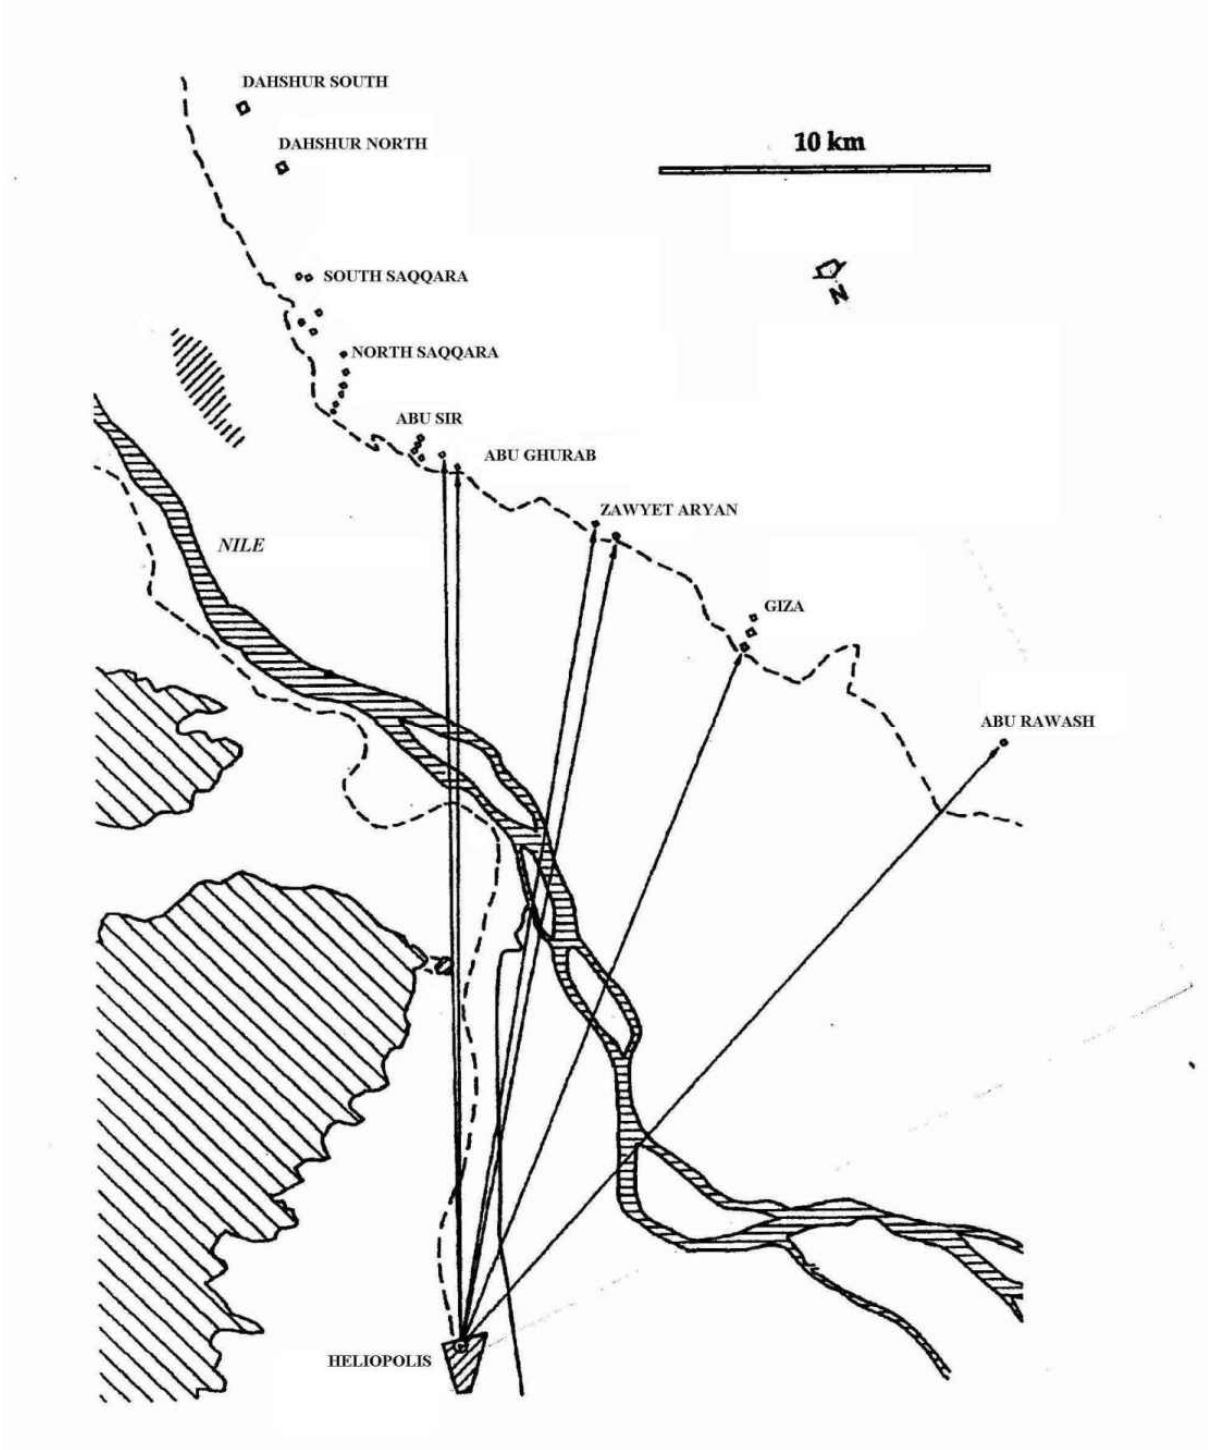 DAHSHUR SOUTH
DAHSHUR NORTH
10 km
SOUTH SAQQARA
N
NORTH SAQQARA
ABU SIR
ABU GHURAB
ZAWYET ARYAN
NILE
GIZA
ABU RAWASH
HELIOPOLIS